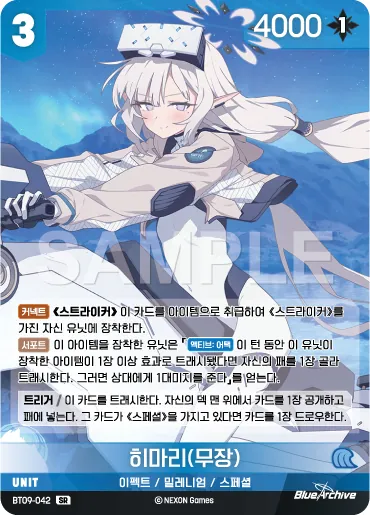 3
4000 1
SAMPLE
커넥트 《스트라이커》 이 카드를 아이템으로 취급하여 《스트라이커》를
가진 자신 유닛에 장착한다.
서포트 이 아이템을 장착한 유닛은 「액티브: 어택 이 턴 동안 이 유닛이
장착한 아이템이 1장 이상 효과로 트래시됐다면 자신의 패를 1장 골라
트래시한다. 그러면 상대에게 1대미지를 준다」를 얻는다.
트리거 / 이 카드를 트래시한다. 자신의 덱 맨 위에서 카드를 1장 공개하고
패에 넣는다. 그 카드가 《스페셜》을 가지고 있다면 카드를 1장 드로우한다.
히마리(무장)
UNIT
이펙트 / 밀레니엄 / 스페셜
BT09-042 SR
© NEXON Games
BlueArchive